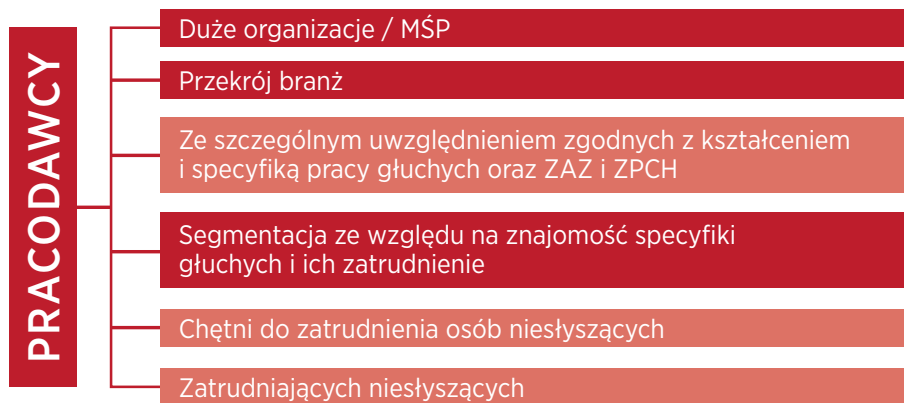 PRACODAWCY
Duże organizacje / MŚP
Przekrój branż
Ze szczególnym uwzględnieniem zgodnych z kształceniem
i specyfiką pracy głuchych oraz ZAZ i ZPCH
Segmentacja ze względu na znajomość specyfiki
głuchych i ich zatrudnienie
Chętni do zatrudnienia osób niesłyszących
Zatrudniających niesłyszących